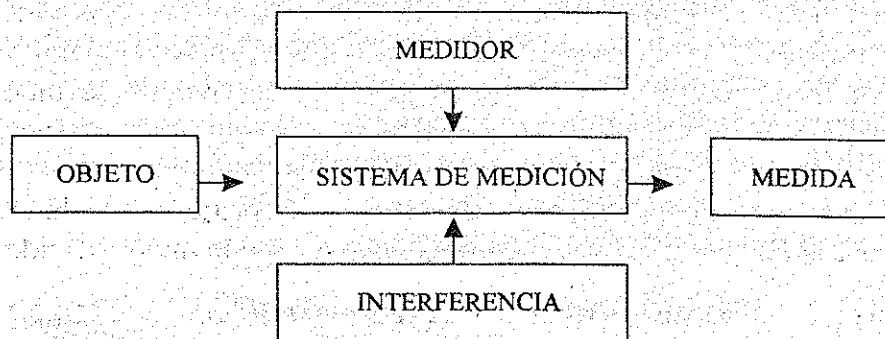 MEDIDOR
OBJETO
SISTEMA DE MEDICIÓN
MEDIDA
INTERFERENCIA